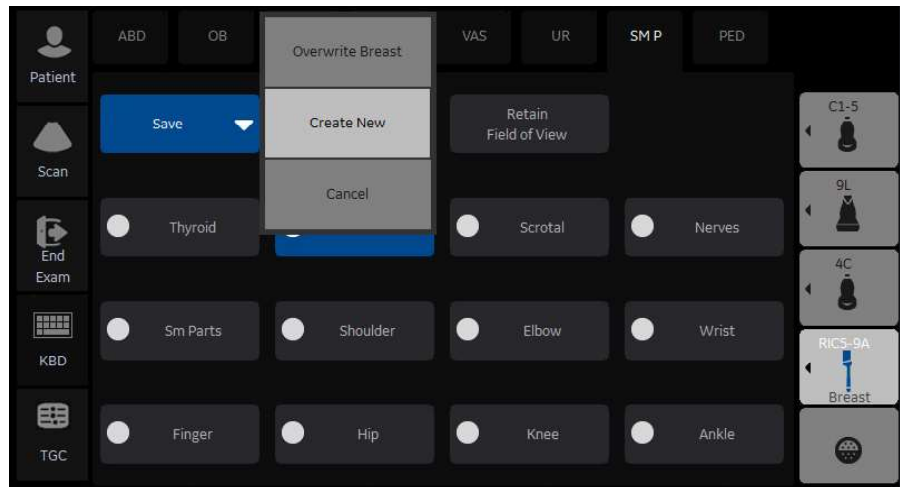 Patient
ABD
OB
VAS
UR
SM P
PED
Overwrite Breast
Create New
Cancel
Save
Retain
Field of View
Scan
Thyroid
Scrotal
Nerves
End
Exam
Sm Parts
Shoulder
Elbow
Wrist
KBD
Finger
Hip
Knee
Ankle
TGC
C1-5
9L
4C
RIC5-9A
Breast